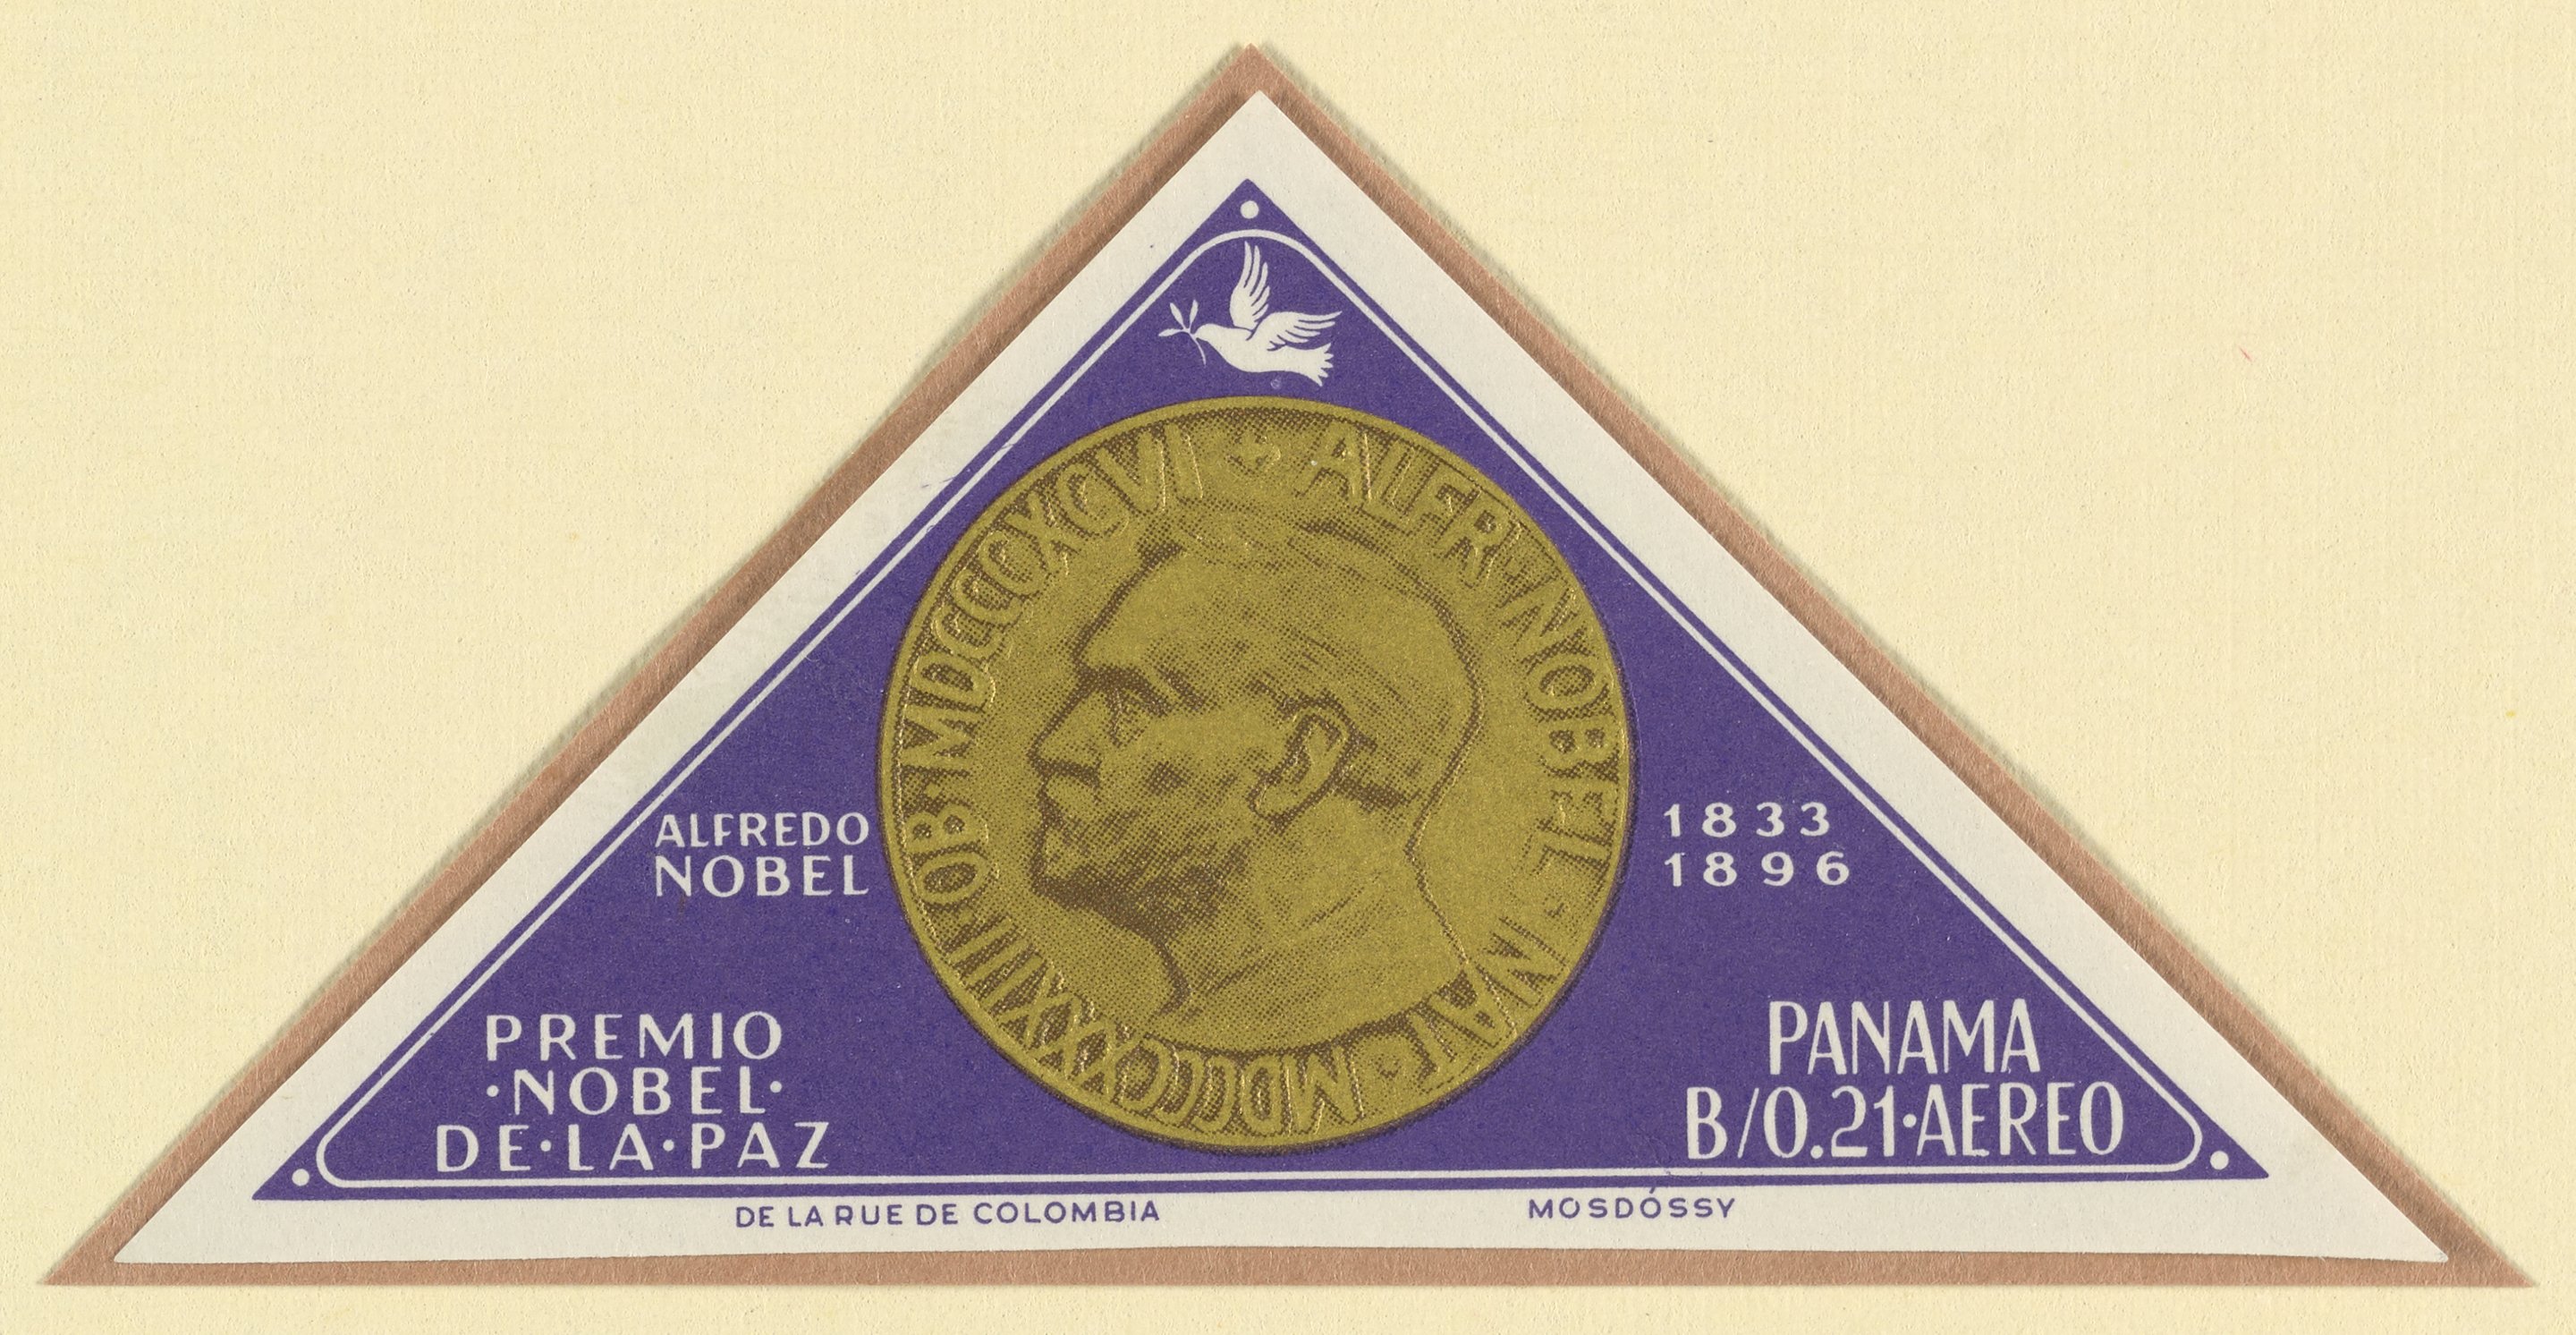 ALFR·NOBEL·NAT·MDCCCXXXIII·OB·MDCCCXCVI
ALFREDO
NOBEL
1833
1896
PREMIO
·NOBEL·
DE·LA·PAZ
PANAMA
B/0.21·AEREO
DE LA RUE DE COLOMBIA
MOSDÓSSY